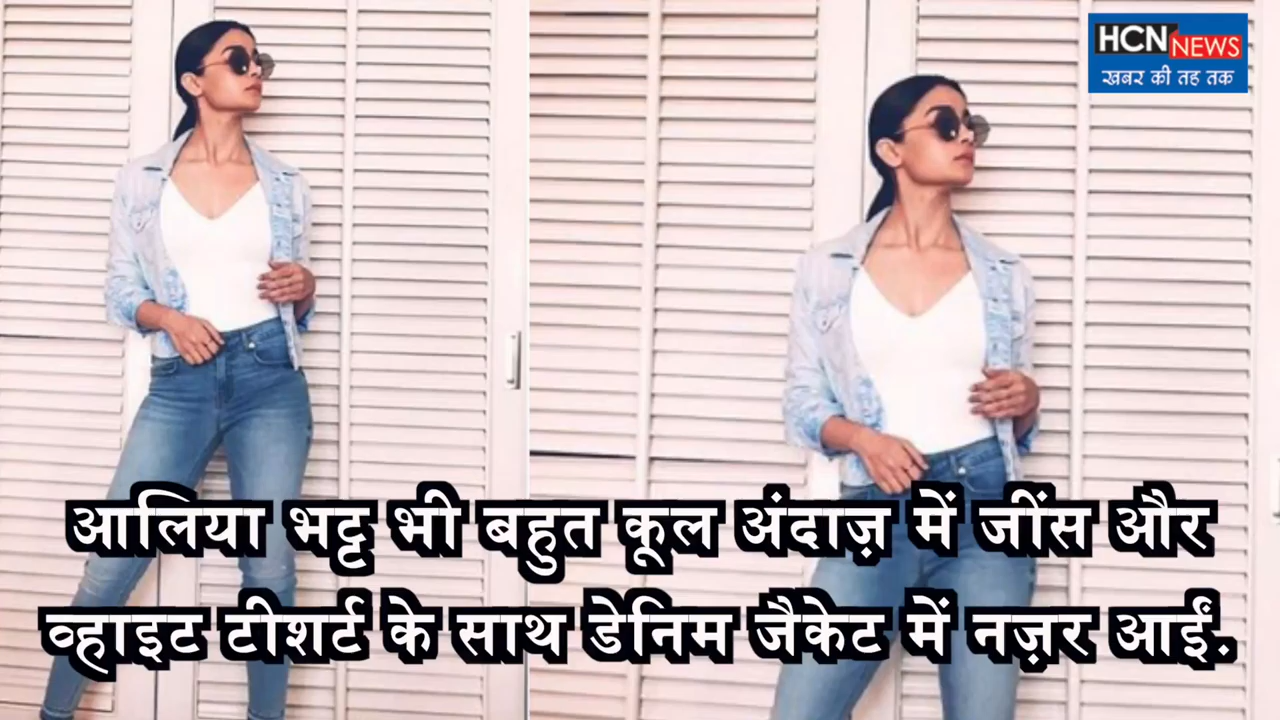 HCN NEWS
खबर की तह तक
आलिया भट्ट भी बहुत कूल अंदाज़ में जींस और
व्हाइट टीशर्ट के साथ डेनिम जैकेट में नज़र आईं.